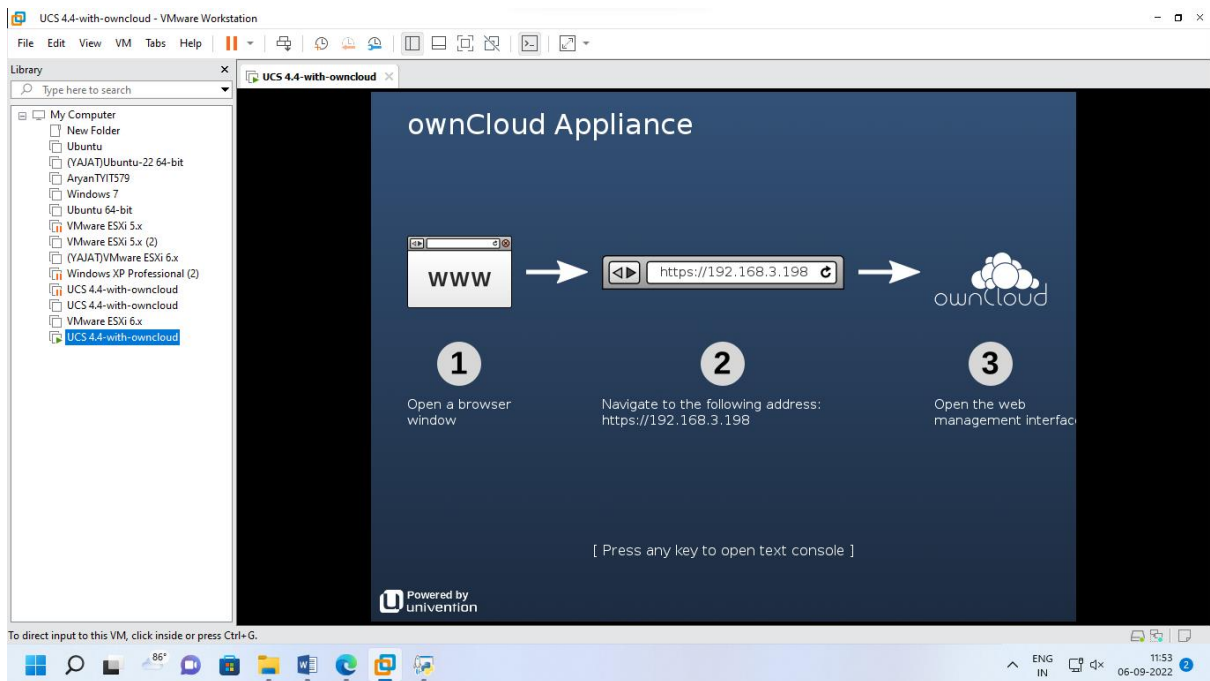 UCS 4.4-with-owncloud - VMware Workstation
File Edit View VM Tabs Help
Library
Type here to search
My Computer
New Folder
Ubuntu
(YAJAT)Ubuntu-22 64-bit
AryanTYIT579
Windows 7
Ubuntu 64-bit
VMware ESXi 5.x
VMware ESXi 5.x (2)
(YAJAT)VMware ESXi 6.x
Windows XP Professional (2)
UCS 4.4-with-owncloud
UCS 4.4-with-owncloud
VMware ESXi 6.x
UCS 4.4-with-owncloud
UCS 4.4-with-owncloud
ownCloud Appliance
WWW
https://192.168.3.198
ownCloud
1
2
3
Open a browser
window
Navigate to the following address:
https://192.168.3.198
Open the web
management interfac
[ Press any key to open text console ]
Powered by
univention
To direct input to this VM, click inside or press Ctrl+G.
86°
ENG
IN
11:53
06-09-2022
2